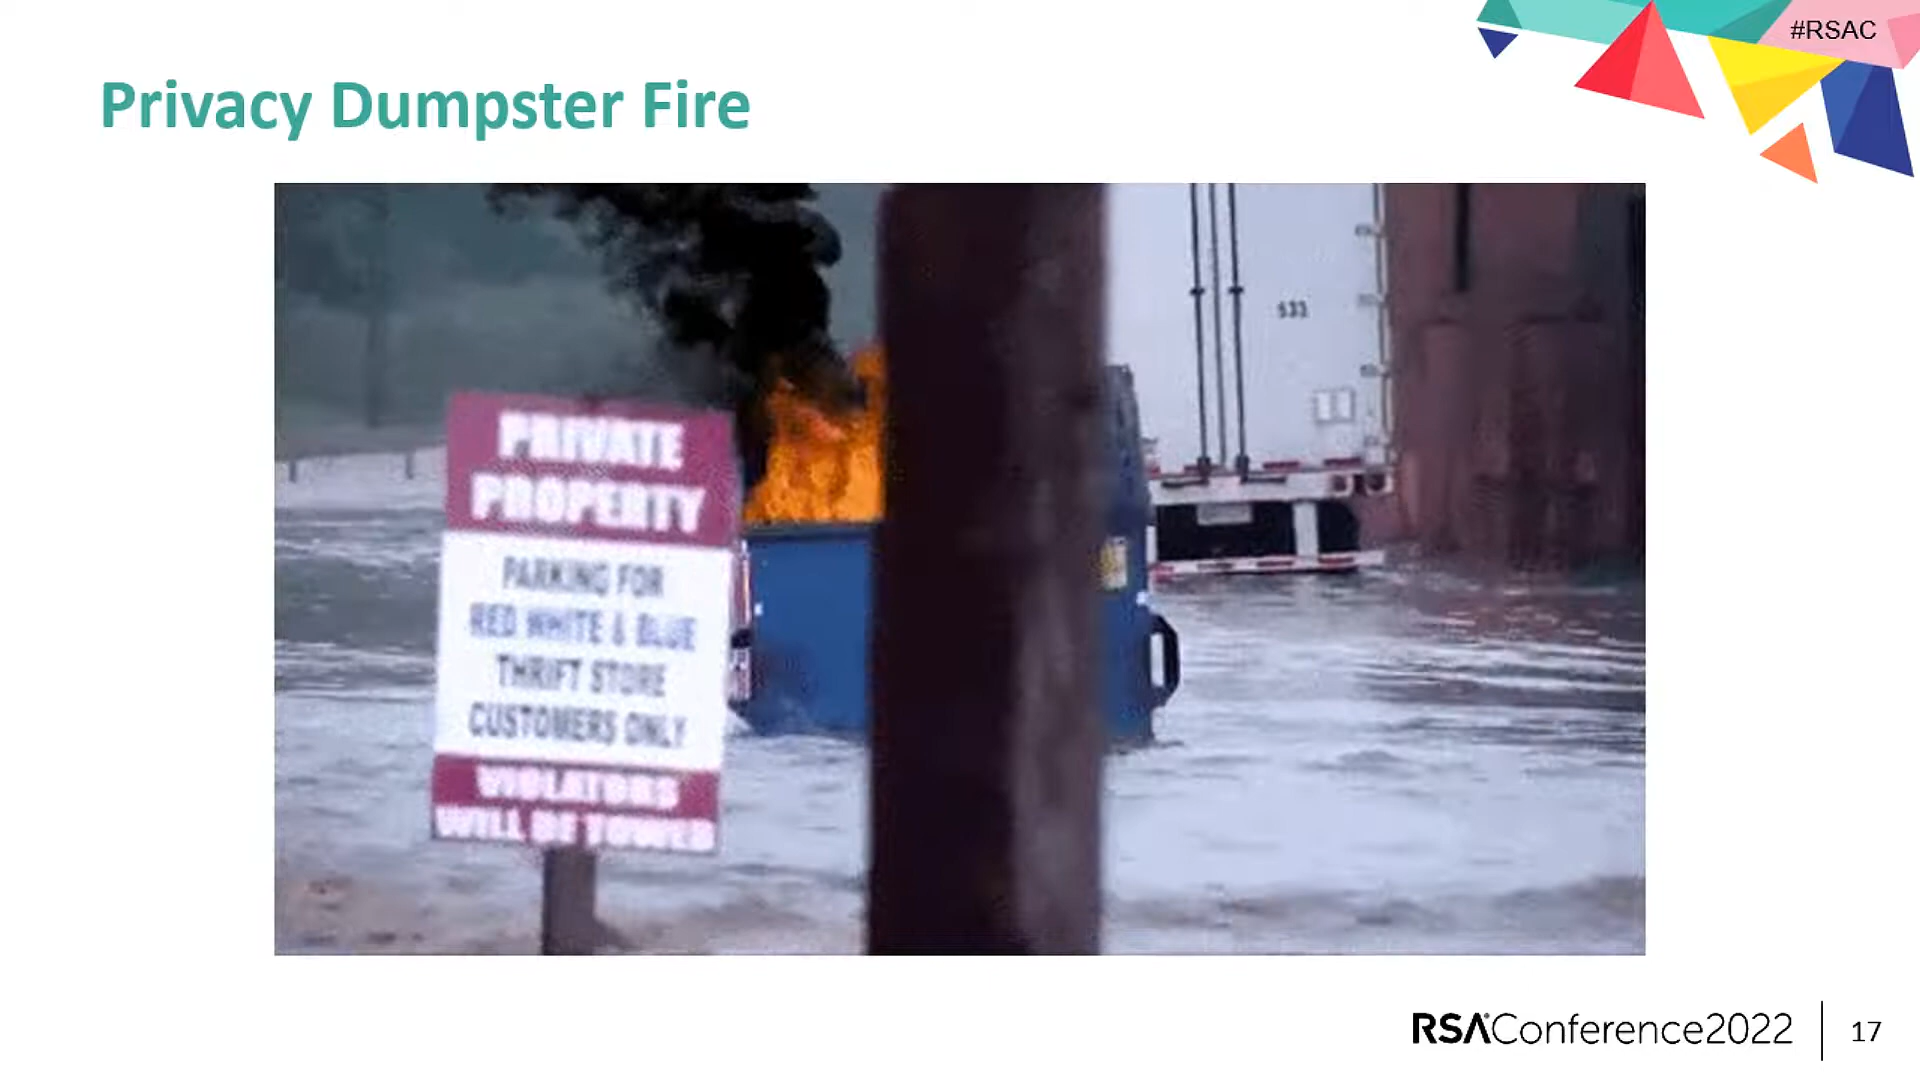 #RSAC
Privacy Dumpster Fire
533
PRIVATE
PROPERTY
PARKING FOR
RED WHITE & BLUE
THRIFT STORE
CUSTOMERS ONLY
VIOLATORS
WILL BE TOWED
RSAConference2022
17